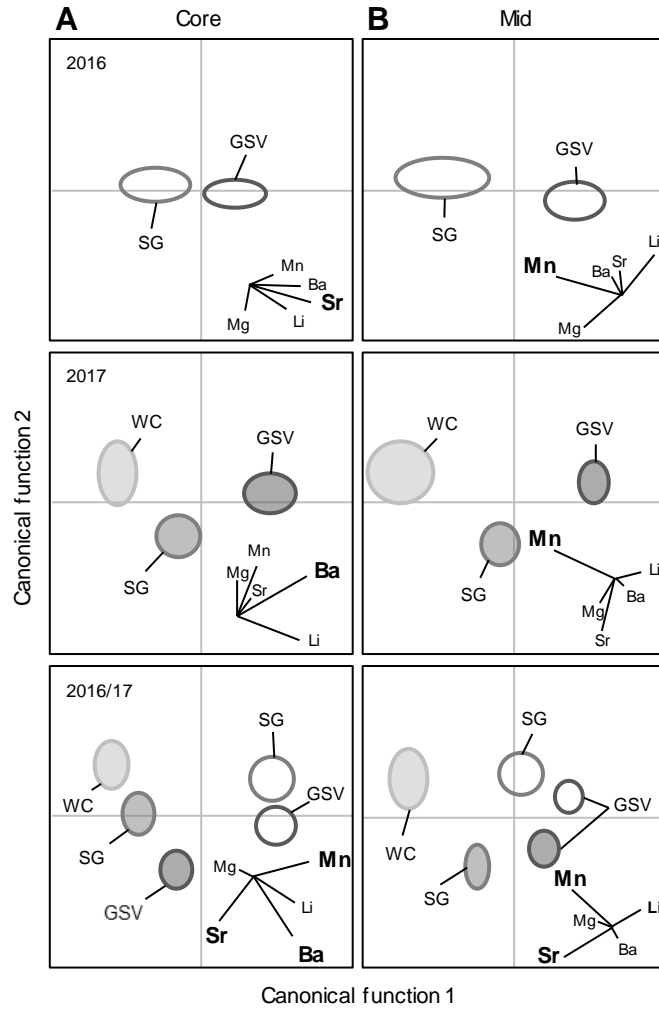 A Core B Mid
2016
GSV
SG
Mn
Ba
Sr
Li
Mg
GSV
SG
Li
Sr
Ba
Mn
Mg
2017
WC
GSV
SG
Mn
Mg
Sr
Ba
Li
WC
GSV
SG
Mn
Li
Ba
Mg
Sr
2016/17
SG
GSV
WC
SG
GSV
Mg
Mn
Li
Sr
Ba
SG
GSV
WC
SG
Mn
Mg
Li
Ba
Sr
Canonical function 2
Canonical function 1